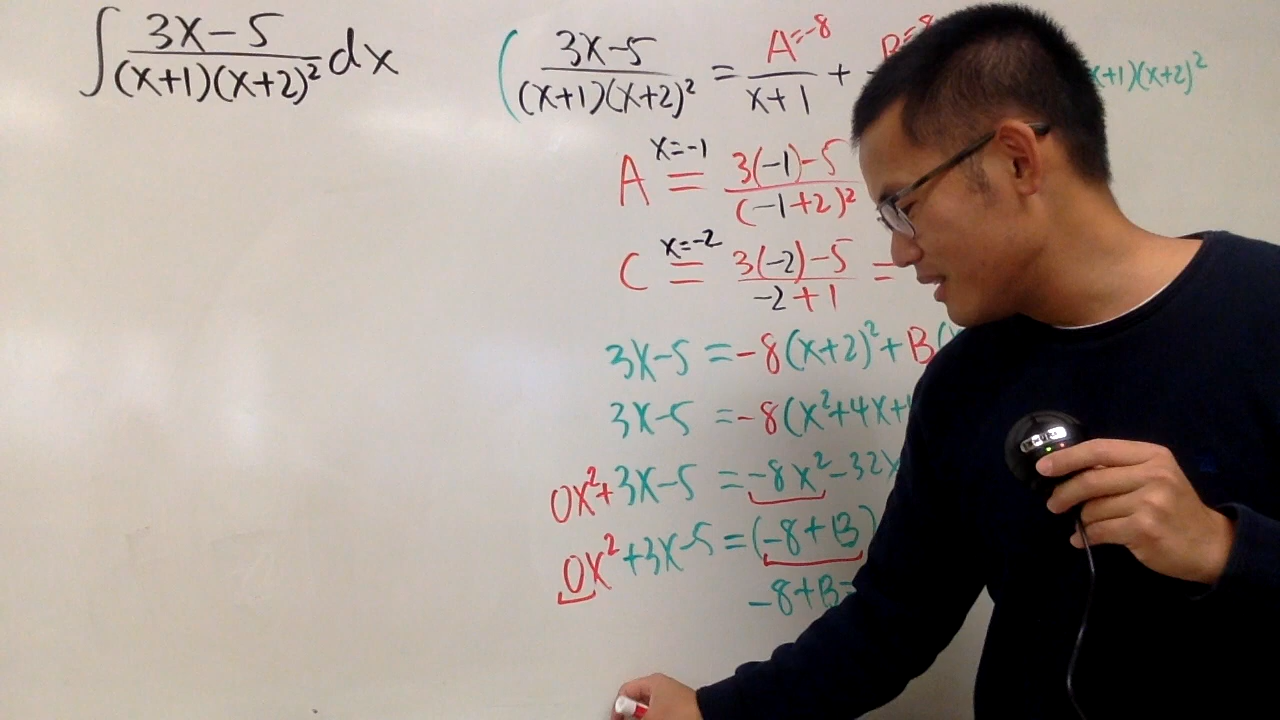 ∫ (3x-5)/((x+1)(x+2)²) dx
( (3x-5)/((x+1)(x+2)²) = A=-8/(x+1) + B=8 x+1)(x+2)²
A x=-1 = (3(-1)-5)/((-1+2)²)
C x=-2 = (3(-2)-5)/(-2+1) =
3x-5 = -8(x+2)² + B(
3x-5 = -8(x²+4x+
0x²+3x-5 = -8x²-32x
0x²+3x-5 = (-8+B)
-8+B=